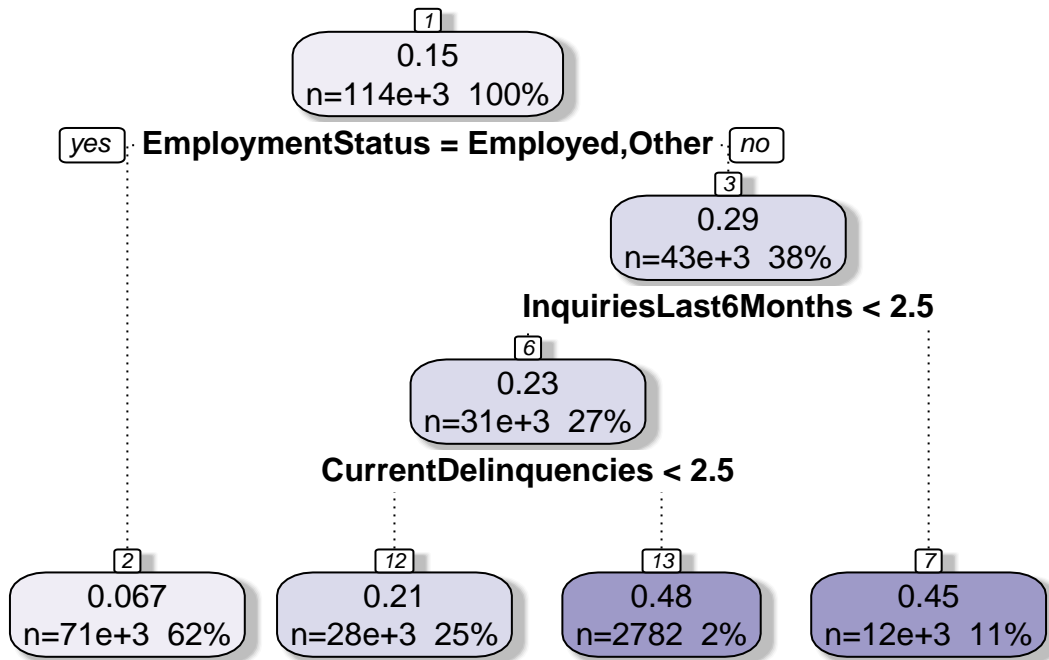 1
0.15
n=114e+3 100%
yes EmploymentStatus = Employed,Other no
3
0.29
n=43e+3 38%
InquiriesLast6Months < 2.5
6
0.23
n=31e+3 27%
CurrentDelinquencies < 2.5
2
0.067
n=71e+3 62%
12
0.21
n=28e+3 25%
13
0.48
n=2782 2%
7
0.45
n=12e+3 11%